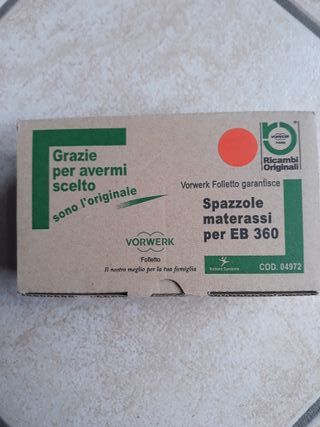 Grazie
per avermi
scelto
sono l'originale
VORWERK
Folletto
Il nostro meglio per la tua famiglia
VORWERK
Ricambi
Originali
Vorwerk Folletto garantisce
Spazzole
materassi
per EB 360
COD. 04972